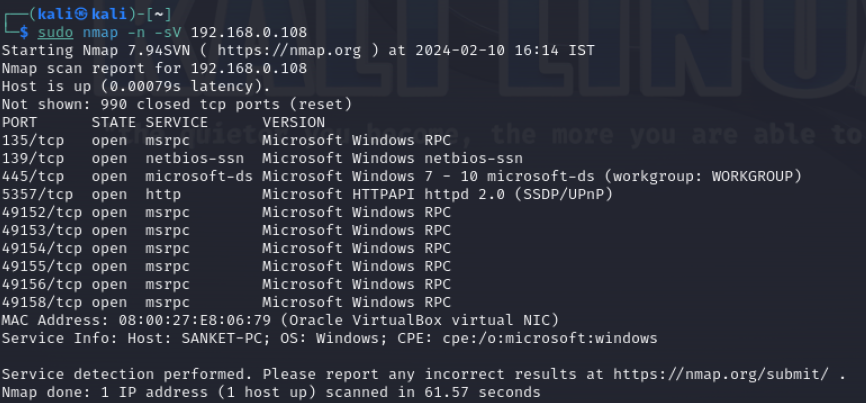 (kali㉿kali)-[~]
$ sudo nmap -n -sV 192.168.0.108
Starting Nmap 7.94SVN ( https://nmap.org ) at 2024-02-10 16:14 IST
Nmap scan report for 192.168.0.108
Host is up (0.00079s latency).
Not shown: 990 closed tcp ports (reset)
PORT STATE SERVICE VERSION
135/tcp open msrpc Microsoft Windows RPC
139/tcp open netbios-ssn Microsoft Windows netbios-ssn
445/tcp open microsoft-ds Microsoft Windows 7 - 10 microsoft-ds (workgroup: WORKGROUP)
5357/tcp open http Microsoft HTTPAPI httpd 2.0 (SSDP/UPnP)
49152/tcp open msrpc Microsoft Windows RPC
49153/tcp open msrpc Microsoft Windows RPC
49154/tcp open msrpc Microsoft Windows RPC
49155/tcp open msrpc Microsoft Windows RPC
49156/tcp open msrpc Microsoft Windows RPC
49158/tcp open msrpc Microsoft Windows RPC
MAC Address: 08:00:27:E8:06:79 (Oracle VirtualBox virtual NIC)
Service Info: Host: SANKET-PC; OS: Windows; CPE: cpe:/o:microsoft:windows
Service detection performed. Please report any incorrect results at https://nmap.org/submit/ .
Nmap done: 1 IP address (1 host up) scanned in 61.57 seconds
KALI LINU
the more you are able to